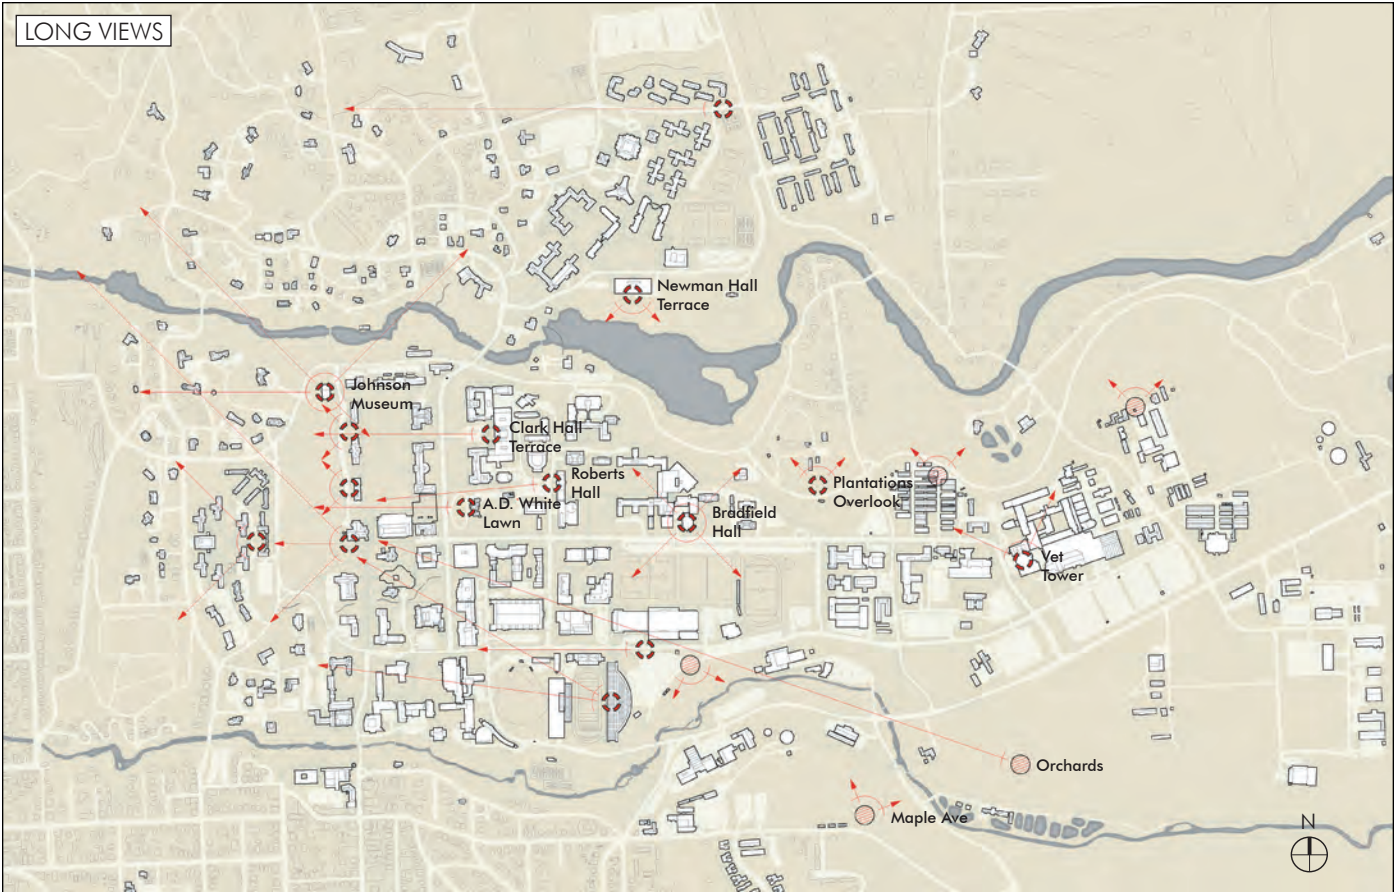 LONG VIEWS
Newman Hall
Terrace
Johnson
Museum
Clark Hall
Terrace
Roberts
Hall
A.D. White
Lawn
Plantations
Overlook
Bradfield
Hall
Vet
Tower
Orchards
Maple Ave
N